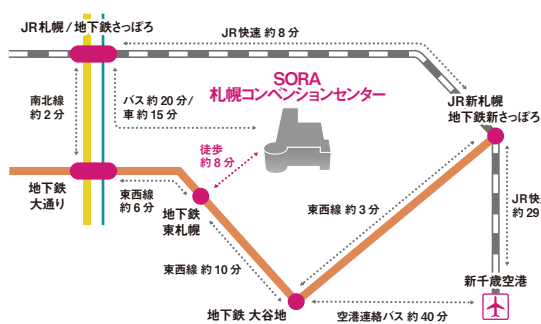 JR札幌/地下鉄さっぽろ
JR快速 約8分
SORA
札幌コンベンションセンター
南北線
約2分
バス 約20分/
車 約15分
JR新札幌
地下鉄新さっぽろ
徒歩
約8分
地下鉄
大通り
東西線
約6分
地下鉄
東札幌
東西線 約3分
JR快
約29
東西線 約10分
新千歳空港
地下鉄 大谷地
空港連絡バス 約40分